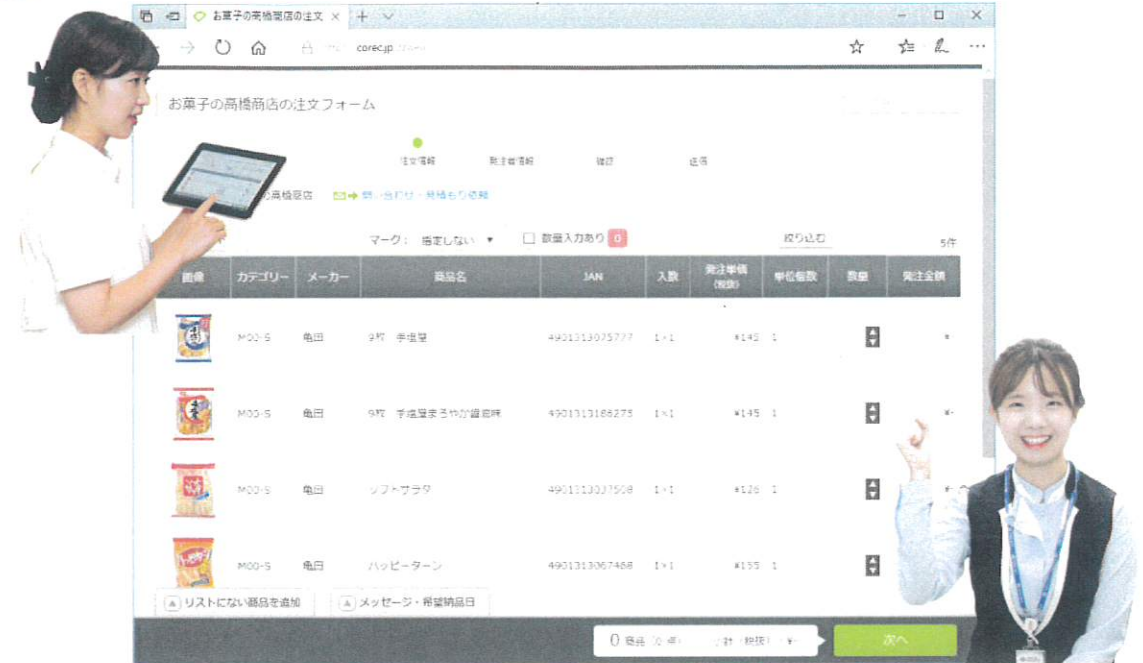 お菓子の高橋商店の注文 ×
corec.jp
お菓子の高橋商店の注文フォーム
注文情報 発注者情報 確認 送信
の高橋商店 問い合わせ・見積もり依頼
マーク： 指定しない ▼ 数量入力あり 0 絞り込む
5件
画像 カテゴリー メーカー 商品名 JAN 入数 発注単価(税抜) 単位個数 数量 発注金額
M00-S 亀田 9枚 手塩屋 4901313075777 1×1 ¥145 1 ¥-
M00-S 亀田 9枚 手塩屋まろやか醤油味 1×1 ¥145 1 ¥-
M00-S 亀田 ソフトサラダ 4901313037508 1×1 ¥126 1 ¥-
M00-S 亀田 ハッピーターン 4901313067468 1×1 ¥155 1 ¥-
リストにない商品を追加 メッセージ・希望納品日
0 商品 (0 点) 小計 (税抜) ¥- 次へ